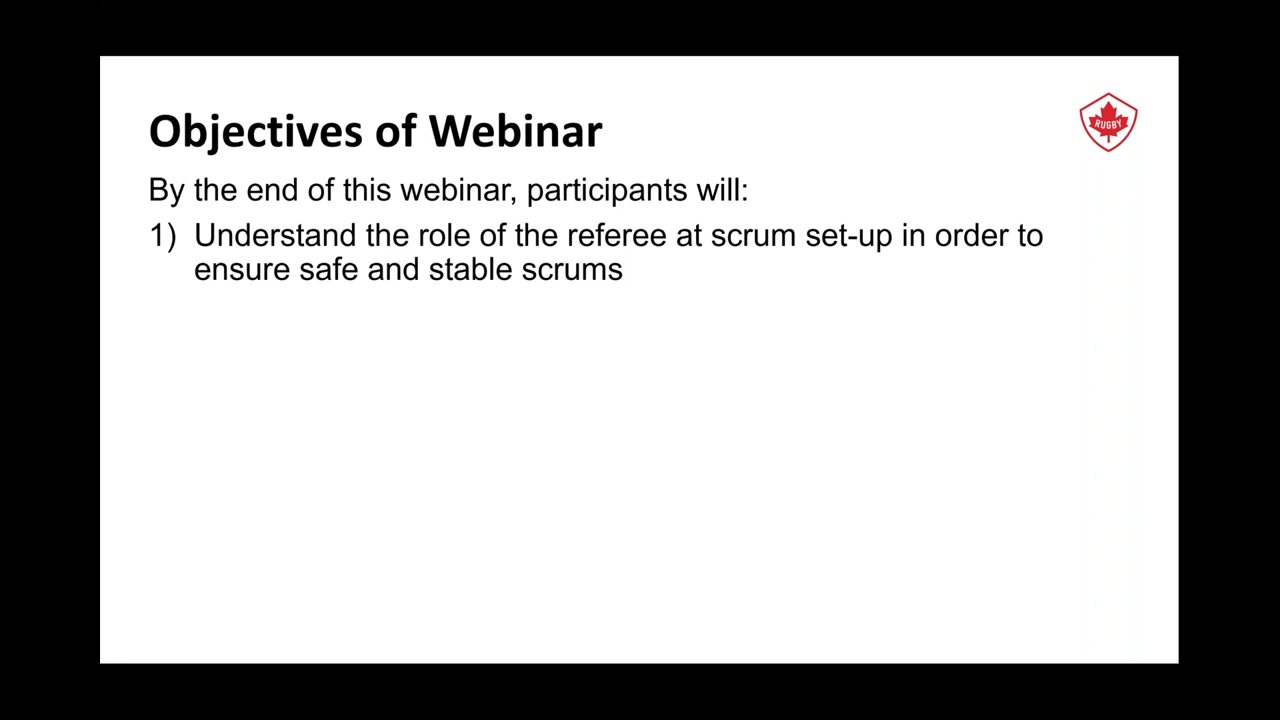 Objectives of Webinar
RUGBY
By the end of this webinar, participants will:
1) Understand the role of the referee at scrum set-up in order to
ensure safe and stable scrums